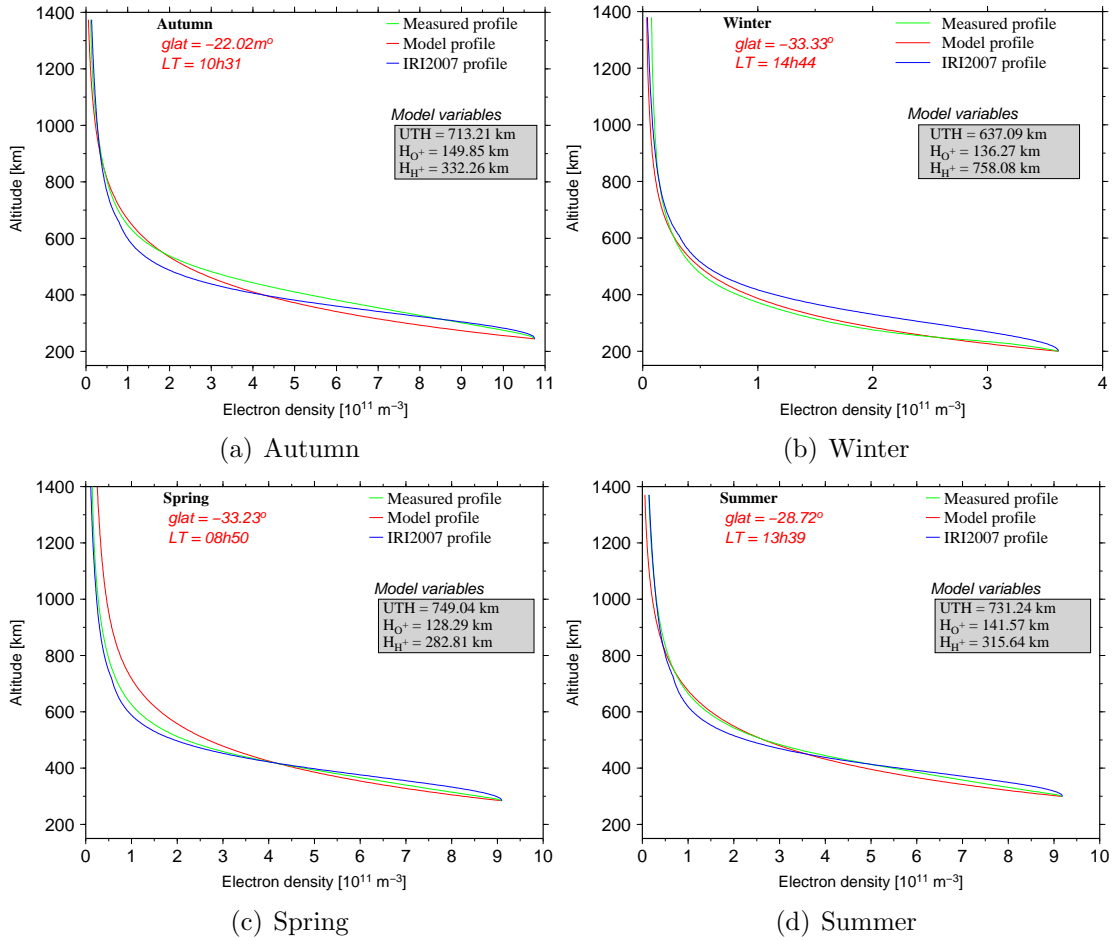 Autumn
glat = −22.02m°
LT = 10h31
Measured profile
Model profile
IRI2007 profile
Model variables
UTH = 713.21 km
H_O+ = 149.85 km
H_H+ = 332.26 km
1400
1200
1000
800
600
400
200
Altitude [km]
0 1 2 3 4 5 6 7 8 9 10 11
Electron density [10¹¹ m⁻³]
(a) Autumn
Winter
glat = −33.33°
LT = 14h44
Measured profile
Model profile
IRI2007 profile
Model variables
UTH = 637.09 km
H_O+ = 136.27 km
H_H+ = 758.08 km
1400
1200
1000
800
600
400
200
Altitude [km]
0 1 2 3 4
Electron density [10¹¹ m⁻³]
(b) Winter
Spring
glat = −33.23°
LT = 08h50
Measured profile
Model profile
IRI2007 profile
Model variables
UTH = 749.04 km
H_O+ = 128.29 km
H_H+ = 282.81 km
1400
1200
1000
800
600
400
200
Altitude [km]
0 1 2 3 4 5 6 7 8 9 10
Electron density [10¹¹ m⁻³]
(c) Spring
Summer
glat = −28.72°
LT = 13h39
Measured profile
Model profile
IRI2007 profile
Model variables
UTH = 731.24 km
H_O+ = 141.57 km
H_H+ = 315.64 km
1400
1200
1000
800
600
400
200
Altitude [km]
0 1 2 3 4 5 6 7 8 9 10
Electron density [10¹¹ m⁻³]
(d) Summer